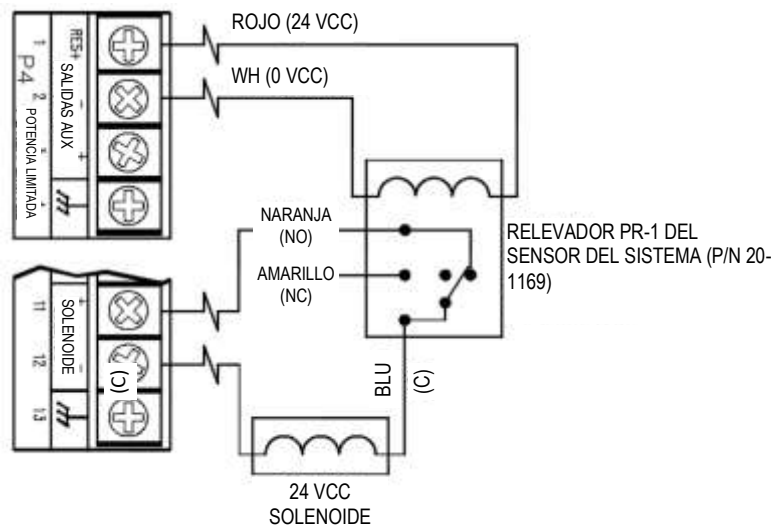 ROJO (24 VCC)
WH (0 VCC)
1
2
P4
RES+
SALIDAS AUX
-
+
POTENCIA LIMITADA
NARANJA
(NO)
AMARILLO
(NC)
RELEVADOR PR-1 DEL
SENSOR DEL SISTEMA (P/N 20-
1169)
11
12
13
+
SOLENOIDE
-
(C)
BLU
(C)
24 VCC
SOLENOIDE